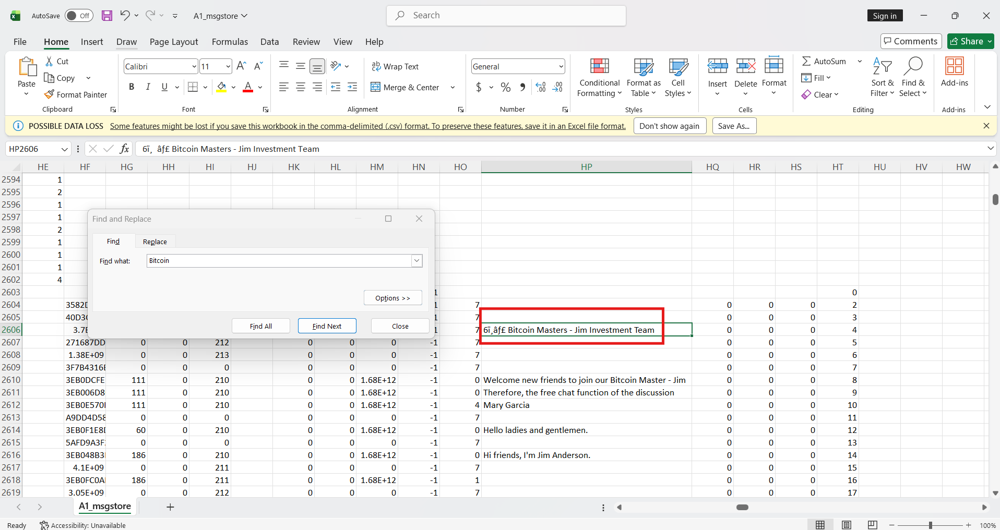 AutoSave Off A1_msgstore Search Sign in
File Home Insert Draw Page Layout Formulas Data Review View Help Comments Share
Paste Cut Copy Format Painter Clipboard
Calibri 11 B I U A Font
Wrap Text Merge & Center Alignment
General $ % Number
Conditional Formatting Format as Table Cell Styles Styles
Insert Delete Format Cells
AutoSum Fill Clear Sort & Filter Find & Select Editing
Add-ins Add-ins
POSSIBLE DATA LOSS Some features might be lost if you save this workbook in the comma-delimited (.csv) format. To preserve these features, save it in an Excel file format. Don't show again Save As...
HP2606 fx 6ï¸ âƒ£ Bitcoin Masters - Jim Investment Team
HE HF HG HH HI HJ HK HL HM HN HO HP HQ HR HS HT HU HV HW
2594 1
2595 2
2596 1
2597 1
2598 2
2599 1
2600 1
2601 1
2602 4
Find and Replace
Find Replace
Find what: Bitcoin
Options >>
Find All Find Next Close
2603 1 0
2604 3582D 1 7 0 0 0 2
2605 40D3 1 7 0 0 0 3
2606 3.7E 1 7 6ï¸âƒ£ Bitcoin Masters - Jim Investment Team 0 0 0 4
2607 271687DD 0 0 212 0 0 0 -1 7 0 0 0 5
2608 1.38E+09 0 0 213 0 0 0 -1 7 0 0 0 6
2609 3F7B4316E 0 0 0 0 0 0 -1 7 0 0 0 7
2610 3EB0DCFE 111 0 210 0 0 1.68E+12 -1 0 Welcome new friends to join our Bitcoin Master - Jim 0 0 0 8
2611 3EB006D8 111 0 210 0 0 1.68E+12 -1 0 Therefore, the free chat function of the discussion 0 0 0 9
2612 3EB0E570 111 0 210 0 0 1.68E+12 -1 4 Mary Garcia 0 0 0 10
2613 A9DD4D58 0 0 0 0 0 0 -1 7 0 0 0 11
2614 3EB0F1E8 60 0 210 0 0 1.68E+12 -1 0 Hello ladies and gentlemen. 0 0 0 12
2615 5AFD9A3F 0 0 0 0 0 0 -1 7 0 0 0 13
2616 3EB048B3 186 0 210 0 0 1.68E+12 -1 0 Hi friends, I'm Jim Anderson. 0 0 0 14
2617 4.1E+09 0 0 211 0 0 0 -1 7 0 0 0 15
2618 3EB0FC0A 186 0 211 0 0 1.68E+12 -1 1 0 0 0 16
2619 3.05E+09 0 0 212 0 0 0 -1 7 0 0 0 17
A1_msgstore
Ready Accessibility: Unavailable 100%